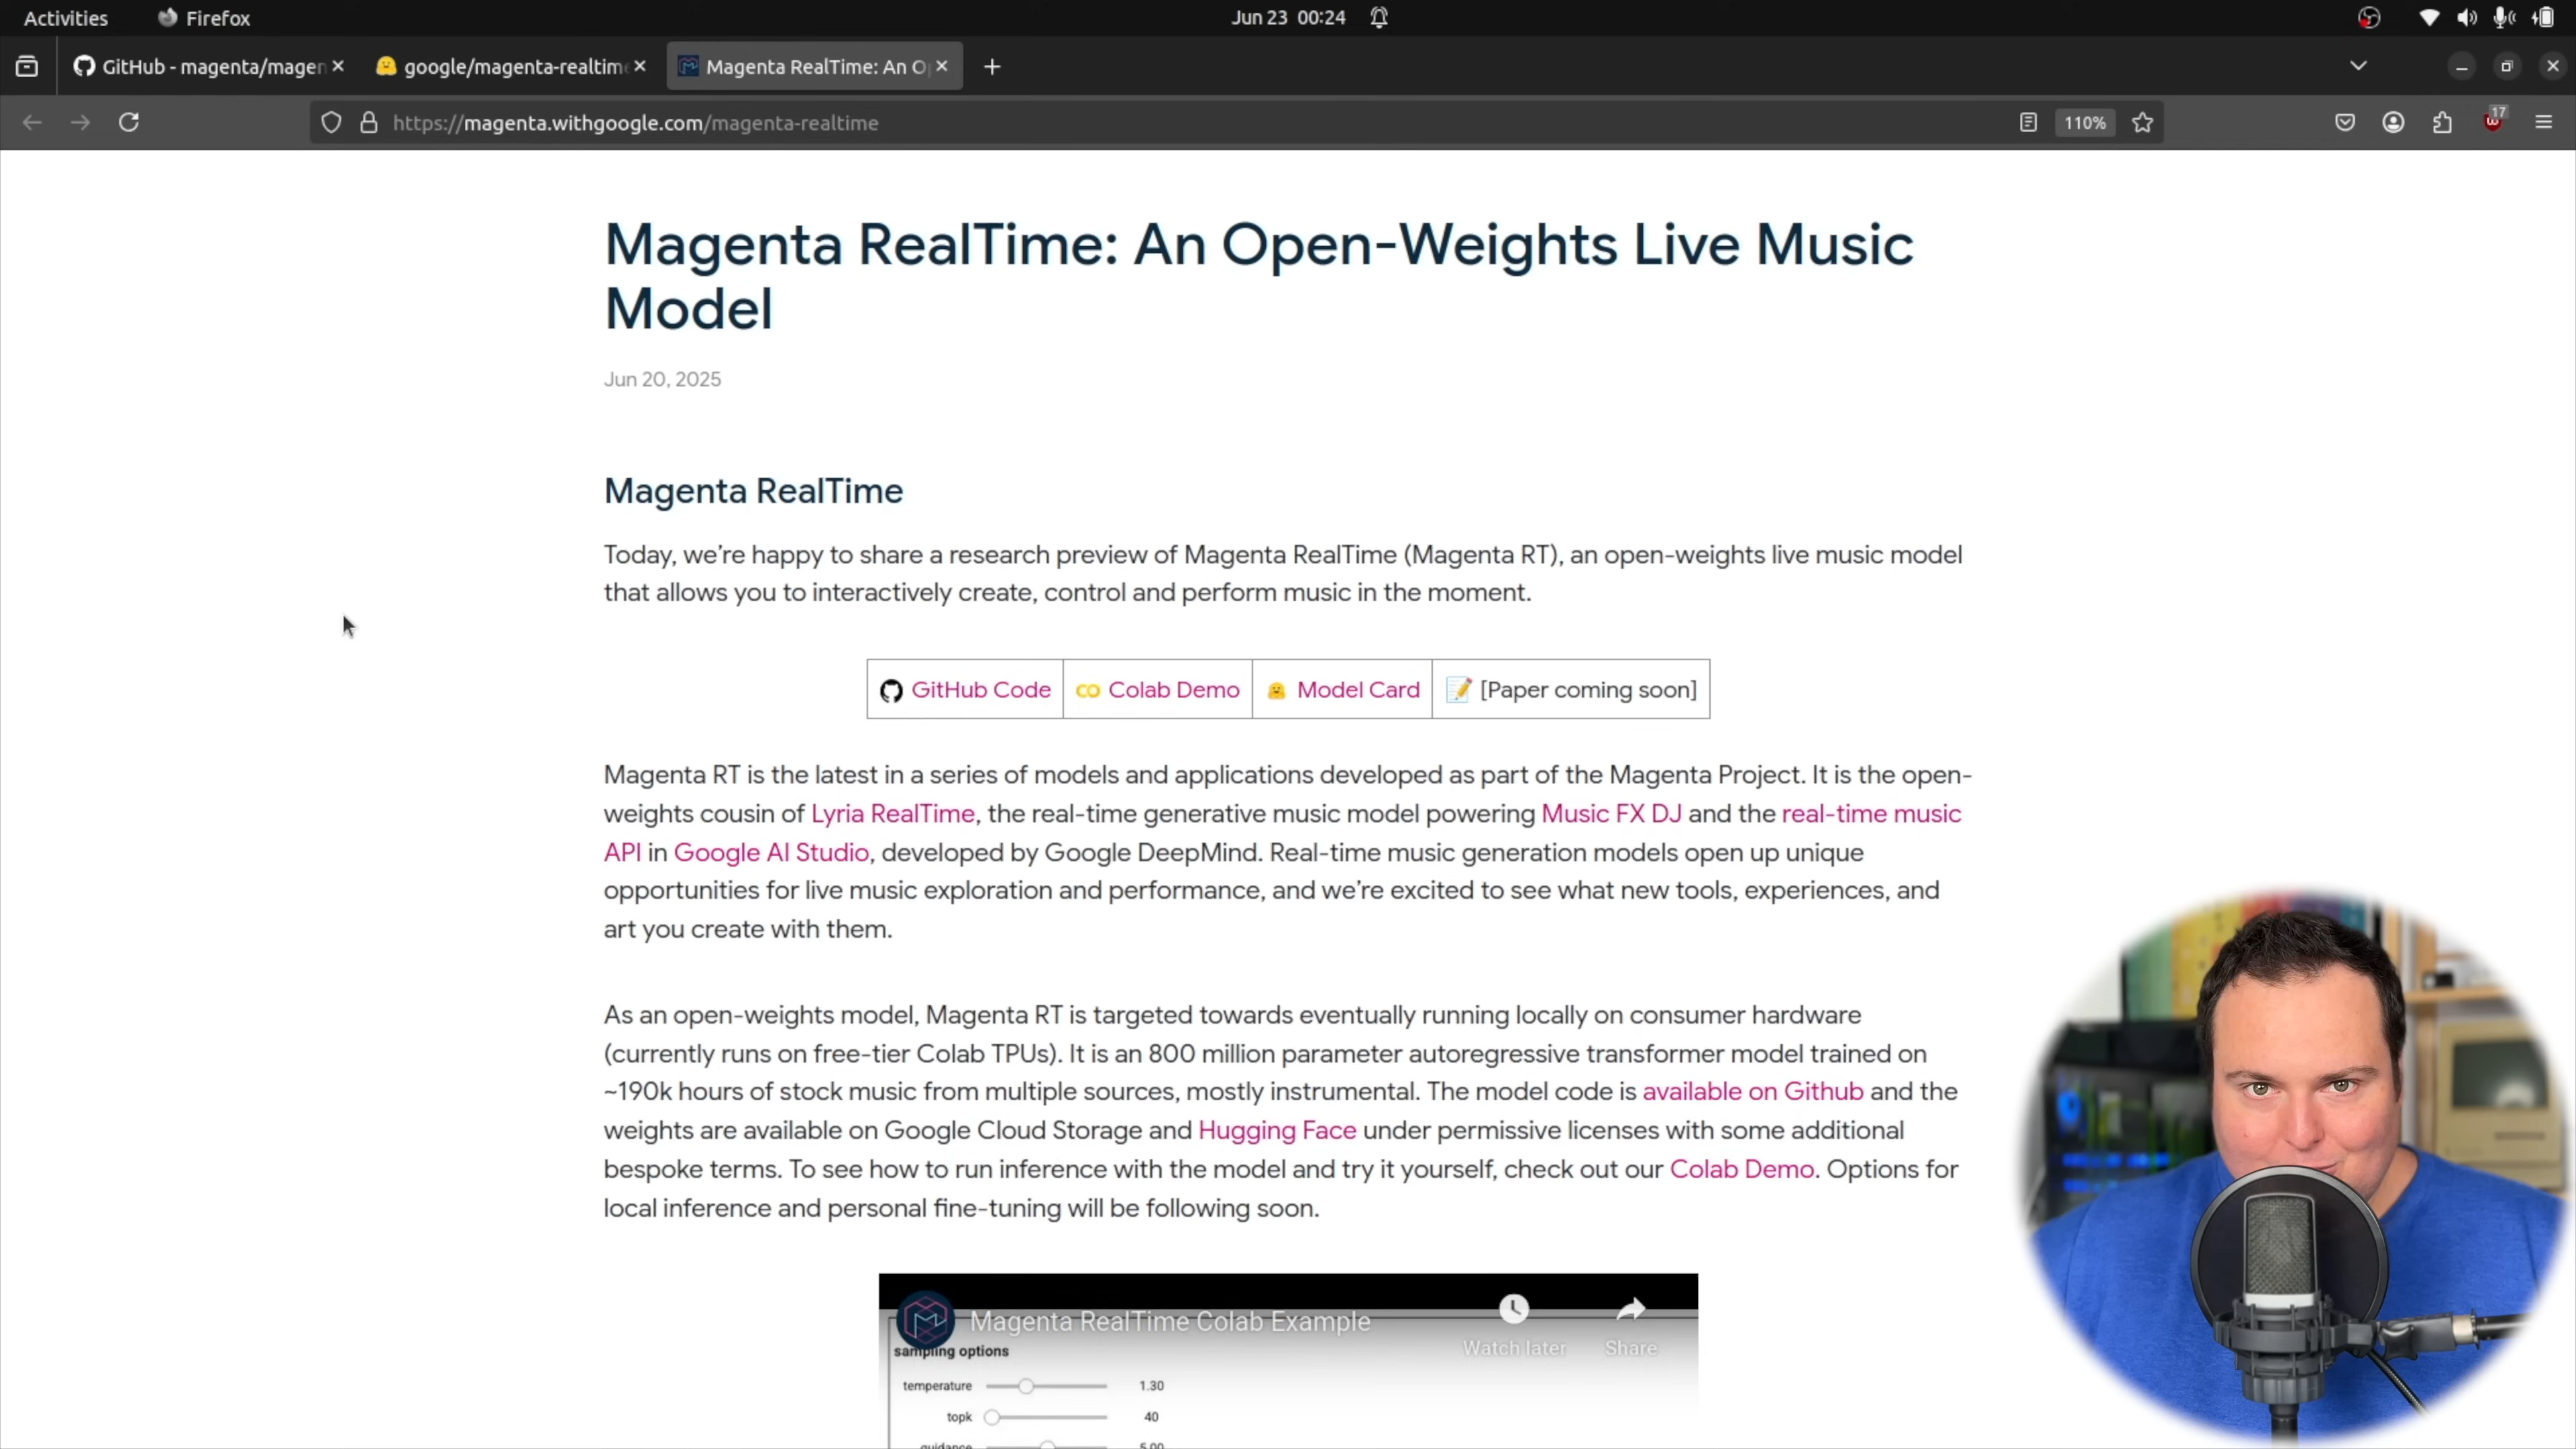 Activities
Firefox
Jun 23 00:24
GitHub - magenta/magen
google/magenta-realtime
Magenta RealTime: An O
https://magenta.withgoogle.com/magenta-realtime
110%
17
Magenta RealTime: An Open-Weights Live Music
Model
Jun 20, 2025
Magenta RealTime
Today, we’re happy to share a research preview of Magenta RealTime (Magenta RT), an open-weights live music model
that allows you to interactively create, control and perform music in the moment.
GitHub Code
Colab Demo
Model Card
📝 [Paper coming soon]
Magenta RT is the latest in a series of models and applications developed as part of the Magenta Project. It is the open-
weights cousin of Lyria RealTime, the real-time generative music model powering Music FX DJ and the real-time music
API in Google AI Studio, developed by Google DeepMind. Real-time music generation models open up unique
opportunities for live music exploration and performance, and we’re excited to see what new tools, experiences, and
art you create with them.
As an open-weights model, Magenta RT is targeted towards eventually running locally on consumer hardware
(currently runs on free-tier Colab TPUs). It is an 800 million parameter autoregressive transformer model trained on
~190k hours of stock music from multiple sources, mostly instrumental. The model code is available on Github and the
weights are available on Google Cloud Storage and Hugging Face under permissive licenses with some additional
bespoke terms. To see how to run inference with the model and try it yourself, check out our Colab Demo. Options for
local inference and personal fine-tuning will be following soon.
Magenta RealTime Colab Example
Watch later
Share
sampling options
temperature 1.30
topk 40
guidance 5.00